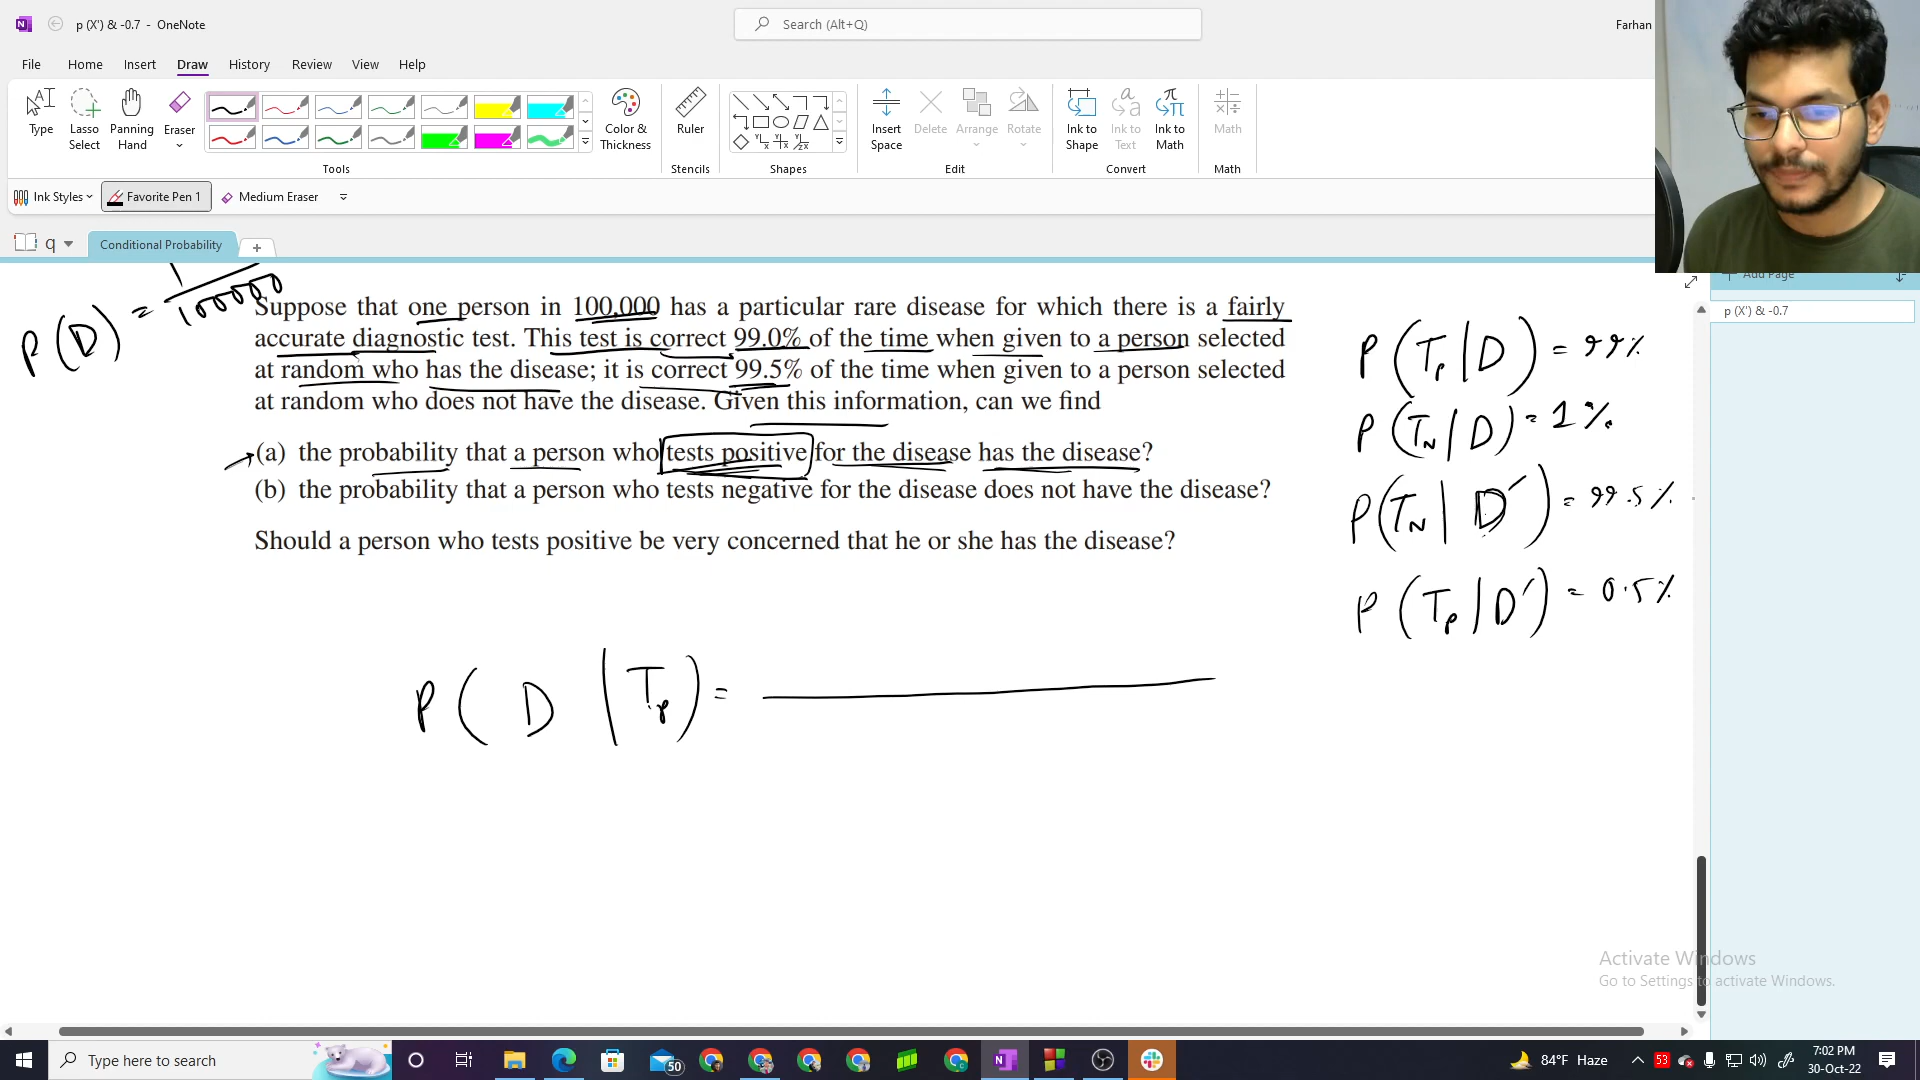 p (X') & -0.7 - OneNote
Search (Alt+Q)
Farhan
File Home Insert Draw History Review View Help
Type
Lasso Select
Panning Hand
Eraser
Color & Thickness
Ruler
Insert Space
Delete
Arrange
Rotate
Ink to Shape
Ink to Text
Ink to Math
Math
Tools Stencils Shapes Edit Convert Math
Ink Styles Favorite Pen 1 Medium Eraser
q Conditional Probability
Add Page
p (X') & -0.7
P(D) = 1/100000
Suppose that one person in 100,000 has a particular rare disease for which there is a fairly
accurate diagnostic test. This test is correct 99.0% of the time when given to a person selected
at random who has the disease; it is correct 99.5% of the time when given to a person selected
at random who does not have the disease. Given this information, can we find
(a) the probability that a person who tests positive for the disease has the disease?
(b) the probability that a person who tests negative for the disease does not have the disease?
Should a person who tests positive be very concerned that he or she has the disease?
P(Tp|D) = 99%
P(TN|D) = 1%
P(TN|D') = 99.5%
P(Tp|D') = 0.5%
P(D|Tp) =
Activate Windows
Go to Settings to activate Windows.
Type here to search
50
84°F Haze
53
7:02 PM
30-Oct-22